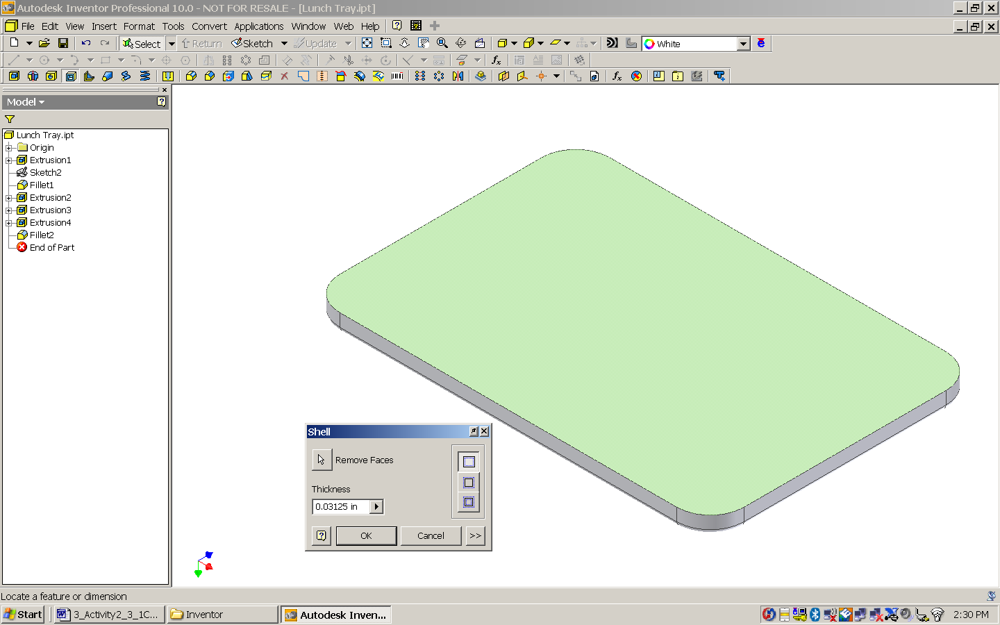 Autodesk Inventor Professional 10.0 - NOT FOR RESALE - [Lunch Tray.ipt]
File Edit View Insert Format Tools Convert Applications Window Web Help
Select Return Sketch Update White
Model
Lunch Tray.ipt
Origin
Extrusion1
Sketch2
Fillet1
Extrusion2
Extrusion3
Extrusion4
Fillet2
End of Part
Shell
Remove Faces
Thickness
0.03125 in
OK Cancel >>
Locate a feature or dimension
Start 3_Activity2_3_1C... Inventor Autodesk Inven... 2:30 PM